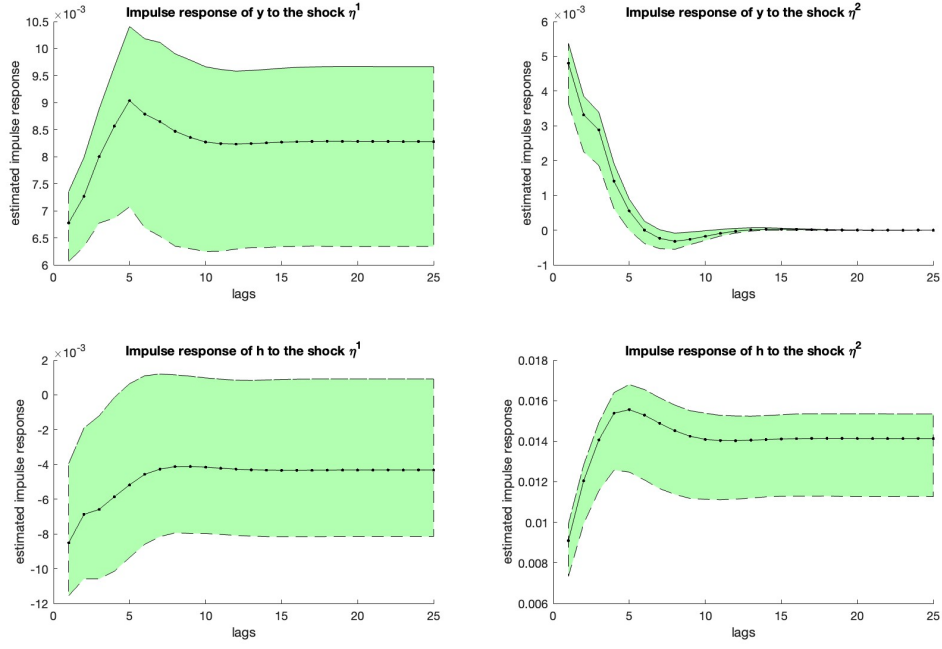 Impulse response of y to the shock η¹
×10⁻³
10.5
10
9.5
9
8.5
8
7.5
7
6.5
6
estimated impulse response
0 5 10 15 20 25
lags
Impulse response of y to the shock η²
×10⁻³
6
5
4
3
2
1
0
-1
estimated impulse response
0 5 10 15 20 25
lags
Impulse response of h to the shock η¹
×10⁻³
2
0
-2
-4
-6
-8
-10
-12
estimated impulse response
0 5 10 15 20 25
lags
Impulse response of h to the shock η²
0.018
0.016
0.014
0.012
0.01
0.008
0.006
estimated impulse response
0 5 10 15 20 25
lags